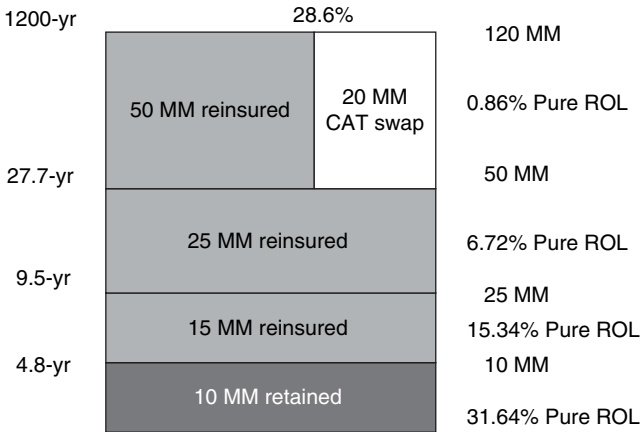 1200-yr
28.6%
120 MM
50 MM reinsured
20 MM
CAT swap
0.86% Pure ROL
27.7-yr
50 MM
25 MM reinsured
6.72% Pure ROL
9.5-yr
25 MM
15 MM reinsured
15.34% Pure ROL
4.8-yr
10 MM
10 MM retained
31.64% Pure ROL